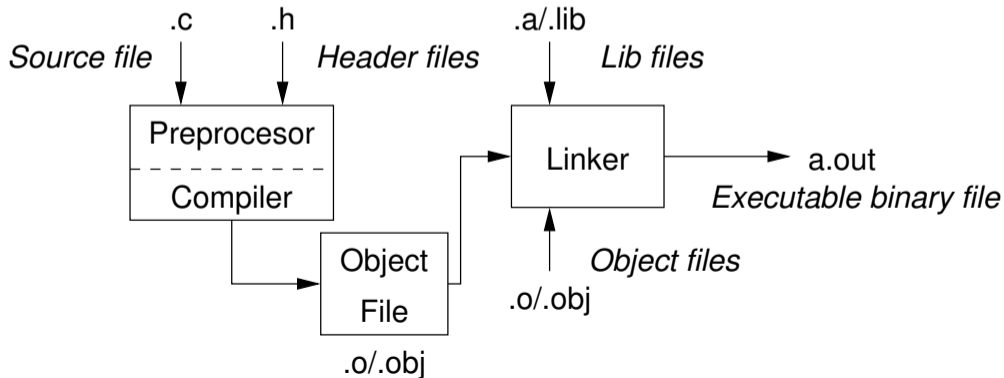 .c
.h
.a/.lib
Source file
Header files
Lib files
Preprocesor
Compiler
Linker
a.out
Executable binary file
Object
File
.o/.obj
Object files
.o/.obj